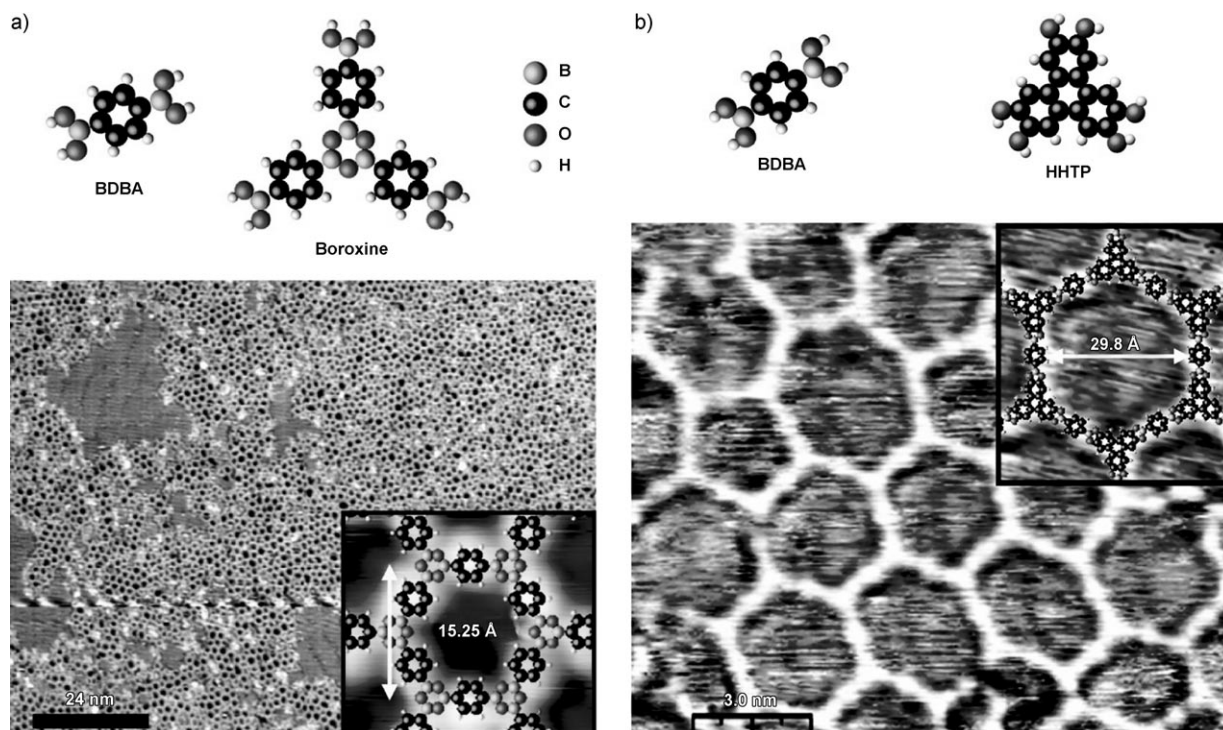 a)
BDBA
Boroxine
B
C
O
H
24 nm
15.25 Å
b)
BDBA
HHTP
29.8 Å
3.0 nm